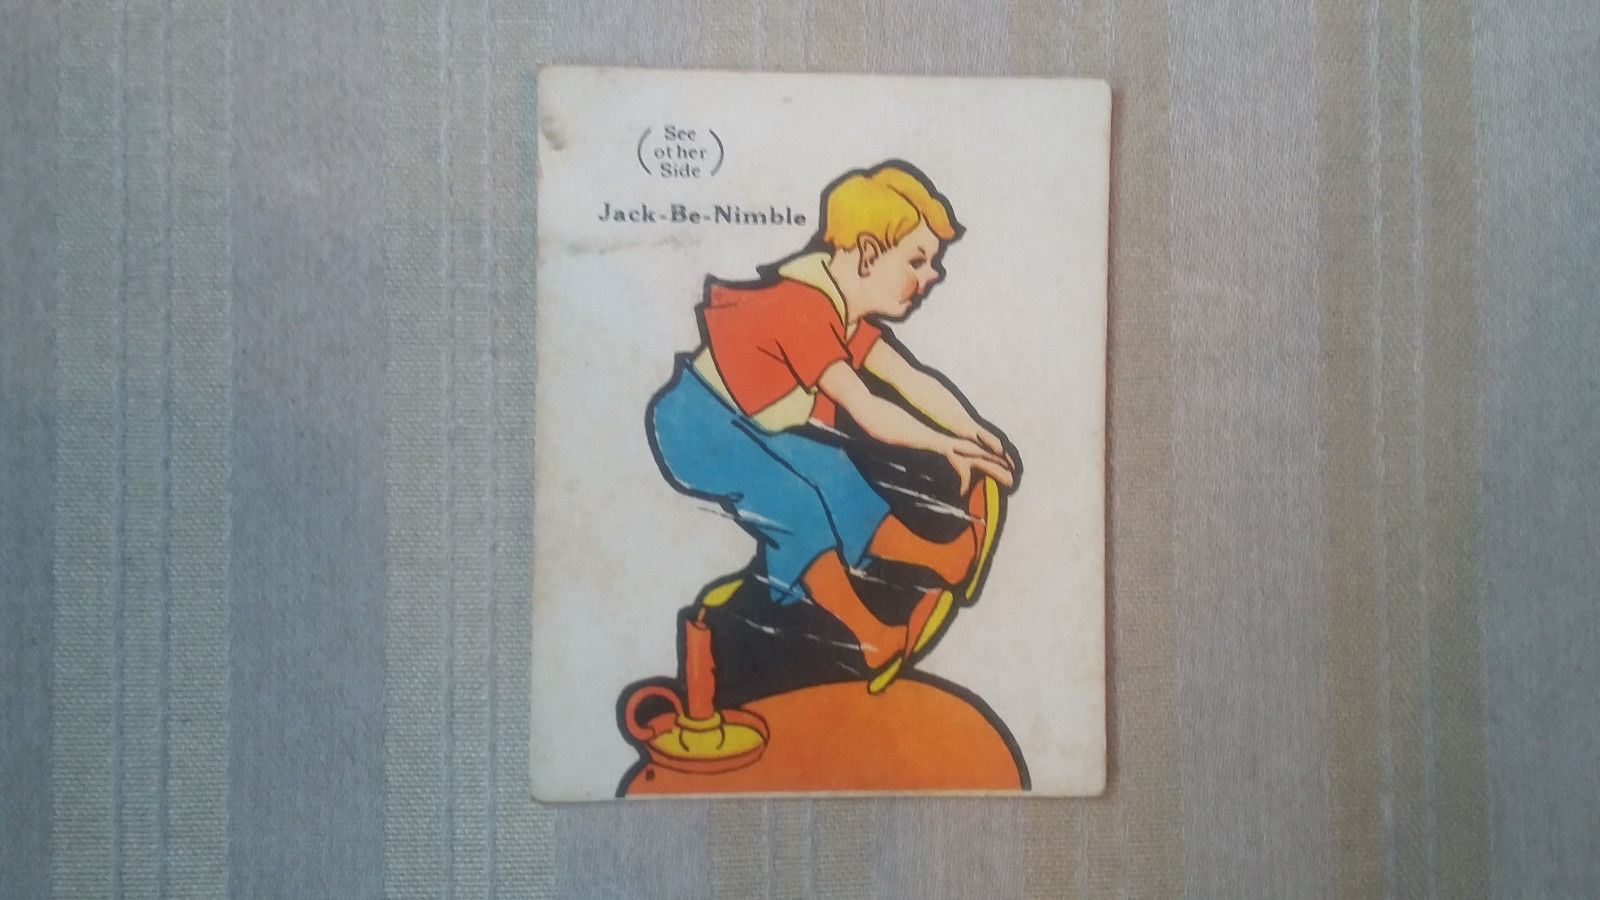 (See
other
Side)
Jack-Be-Nimble